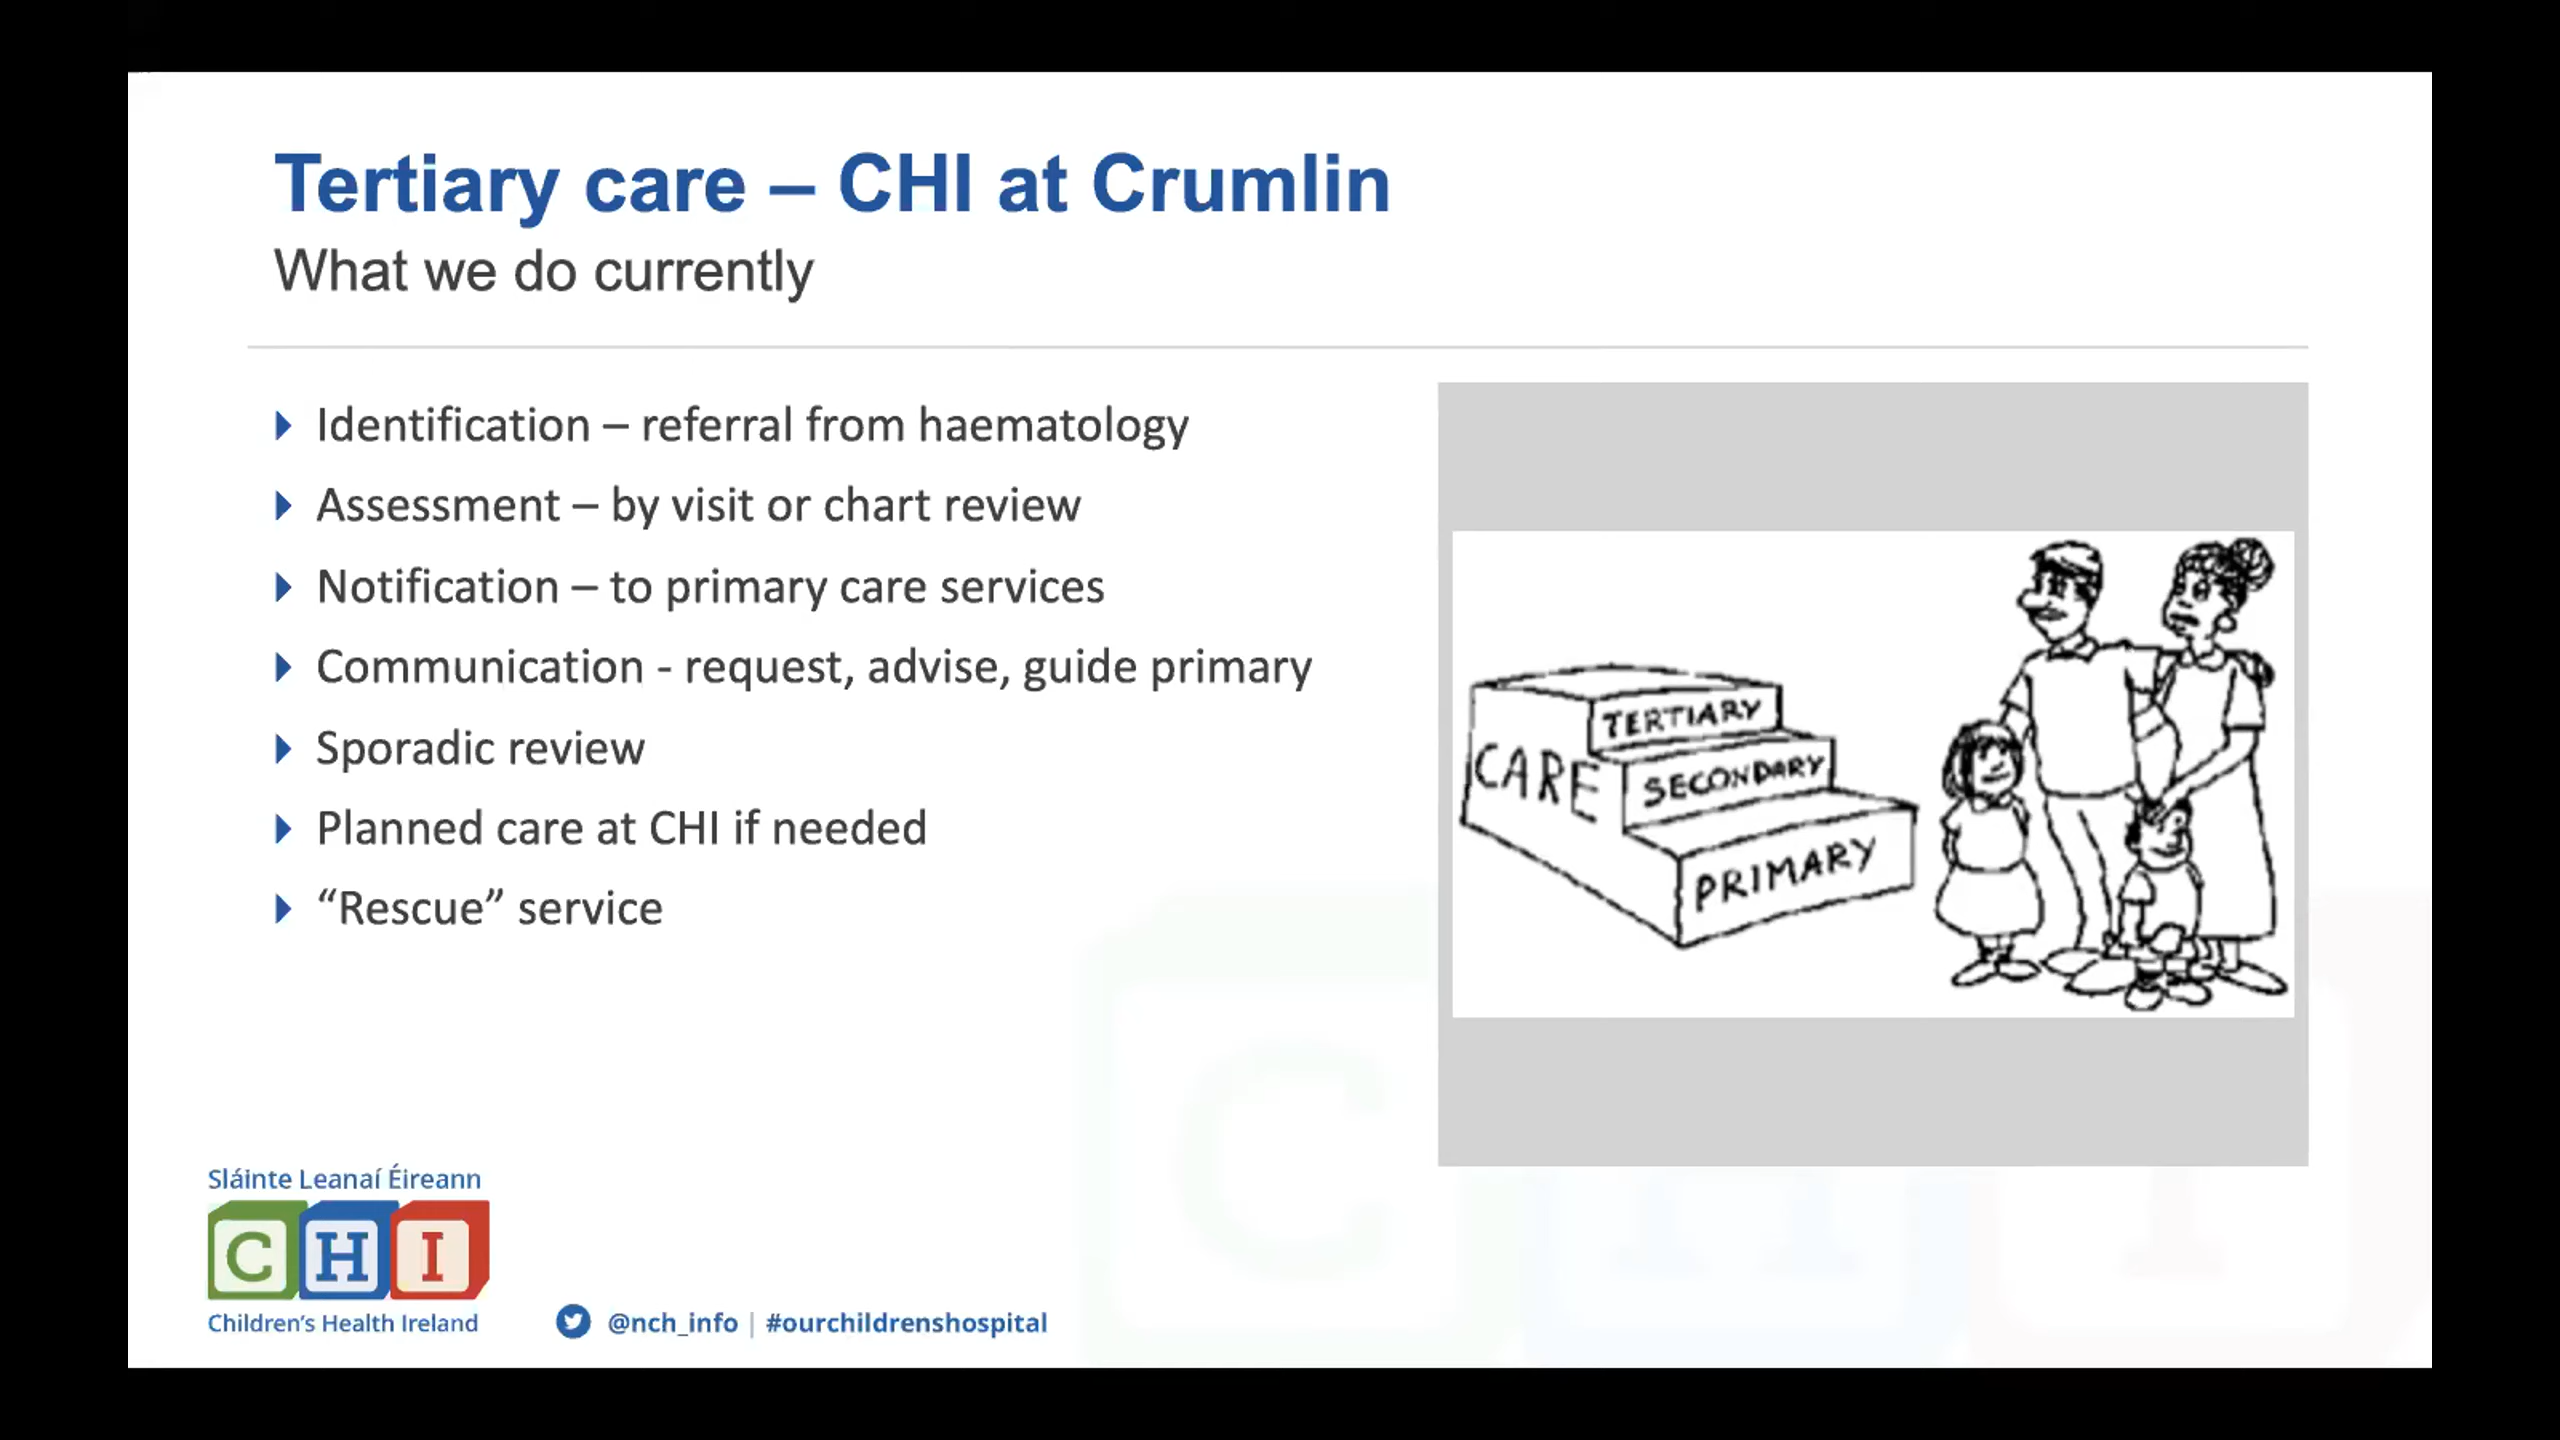 Tertiary care – CHI at Crumlin
What we do currently
Identification – referral from haematology
Assessment – by visit or chart review
Notification – to primary care services
Communication - request, advise, guide primary
Sporadic review
Planned care at CHI if needed
“Rescue” service
TERTIARY
CARE
SECONDARY
PRIMARY
Sláinte Leanaí Éireann
CHI
Children’s Health Ireland
@nch_info | #ourchildrenshospital